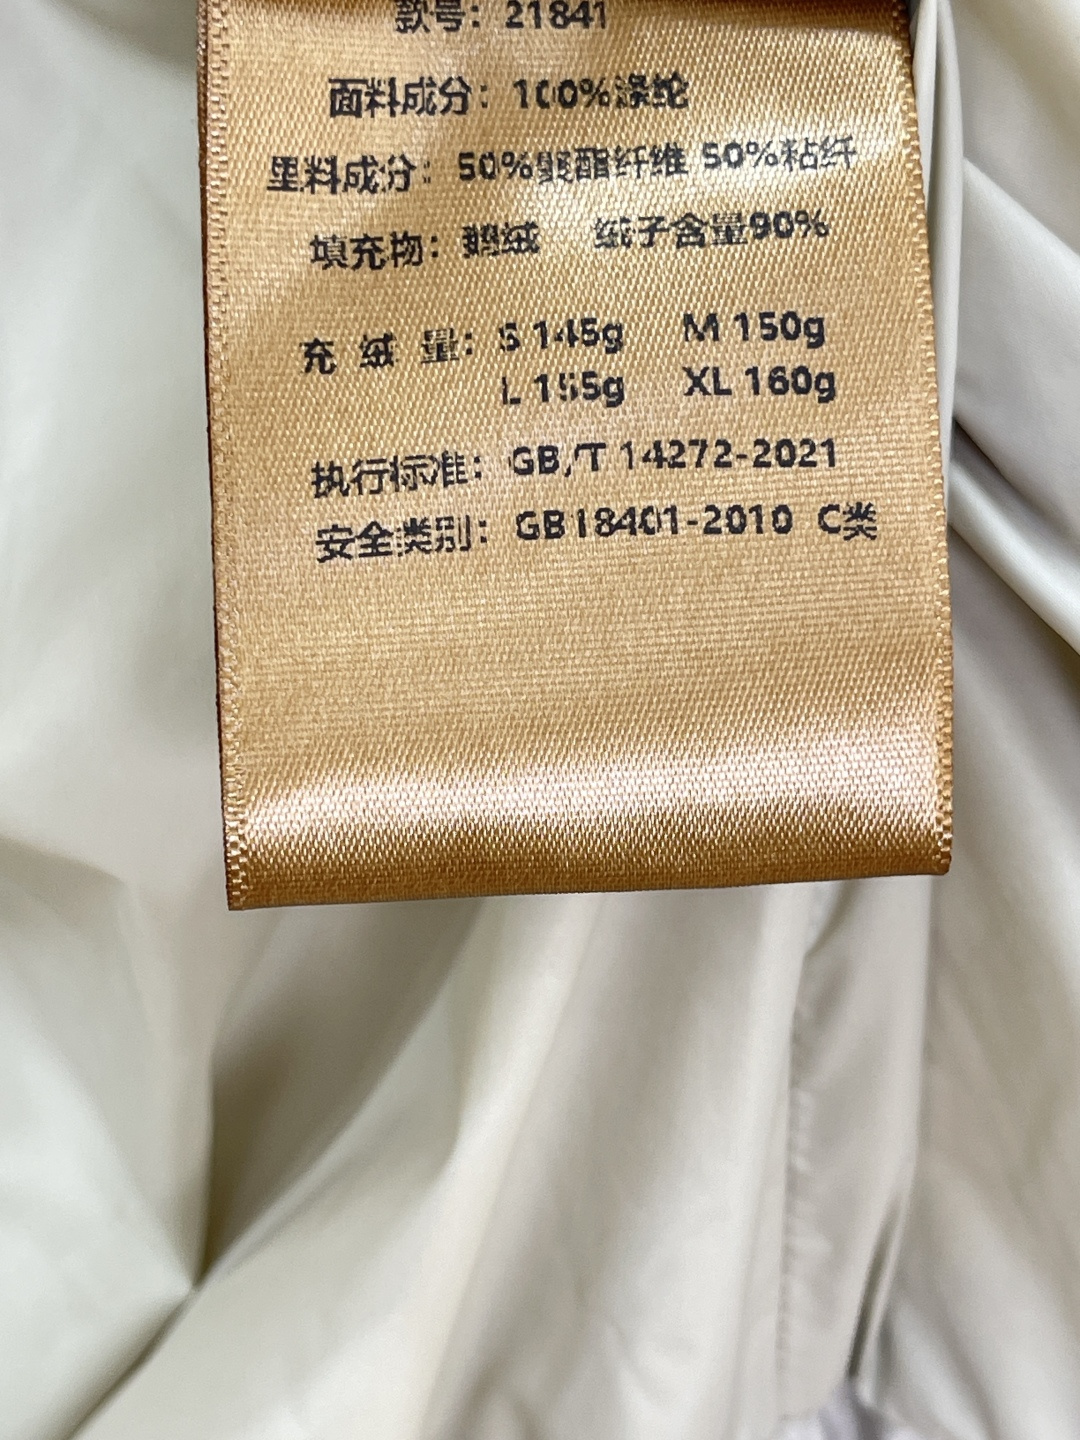 款号：21841
面料成分：100%涤纶
里料成分：50%聚酯纤维 50%粘纤
填充物：鹅绒 绒子含量90%
充 绒 量：S 145g M 150g
L 155g XL 160g
执行标准：GB/T 14272-2021
安全类别：GB18401-2010 C类